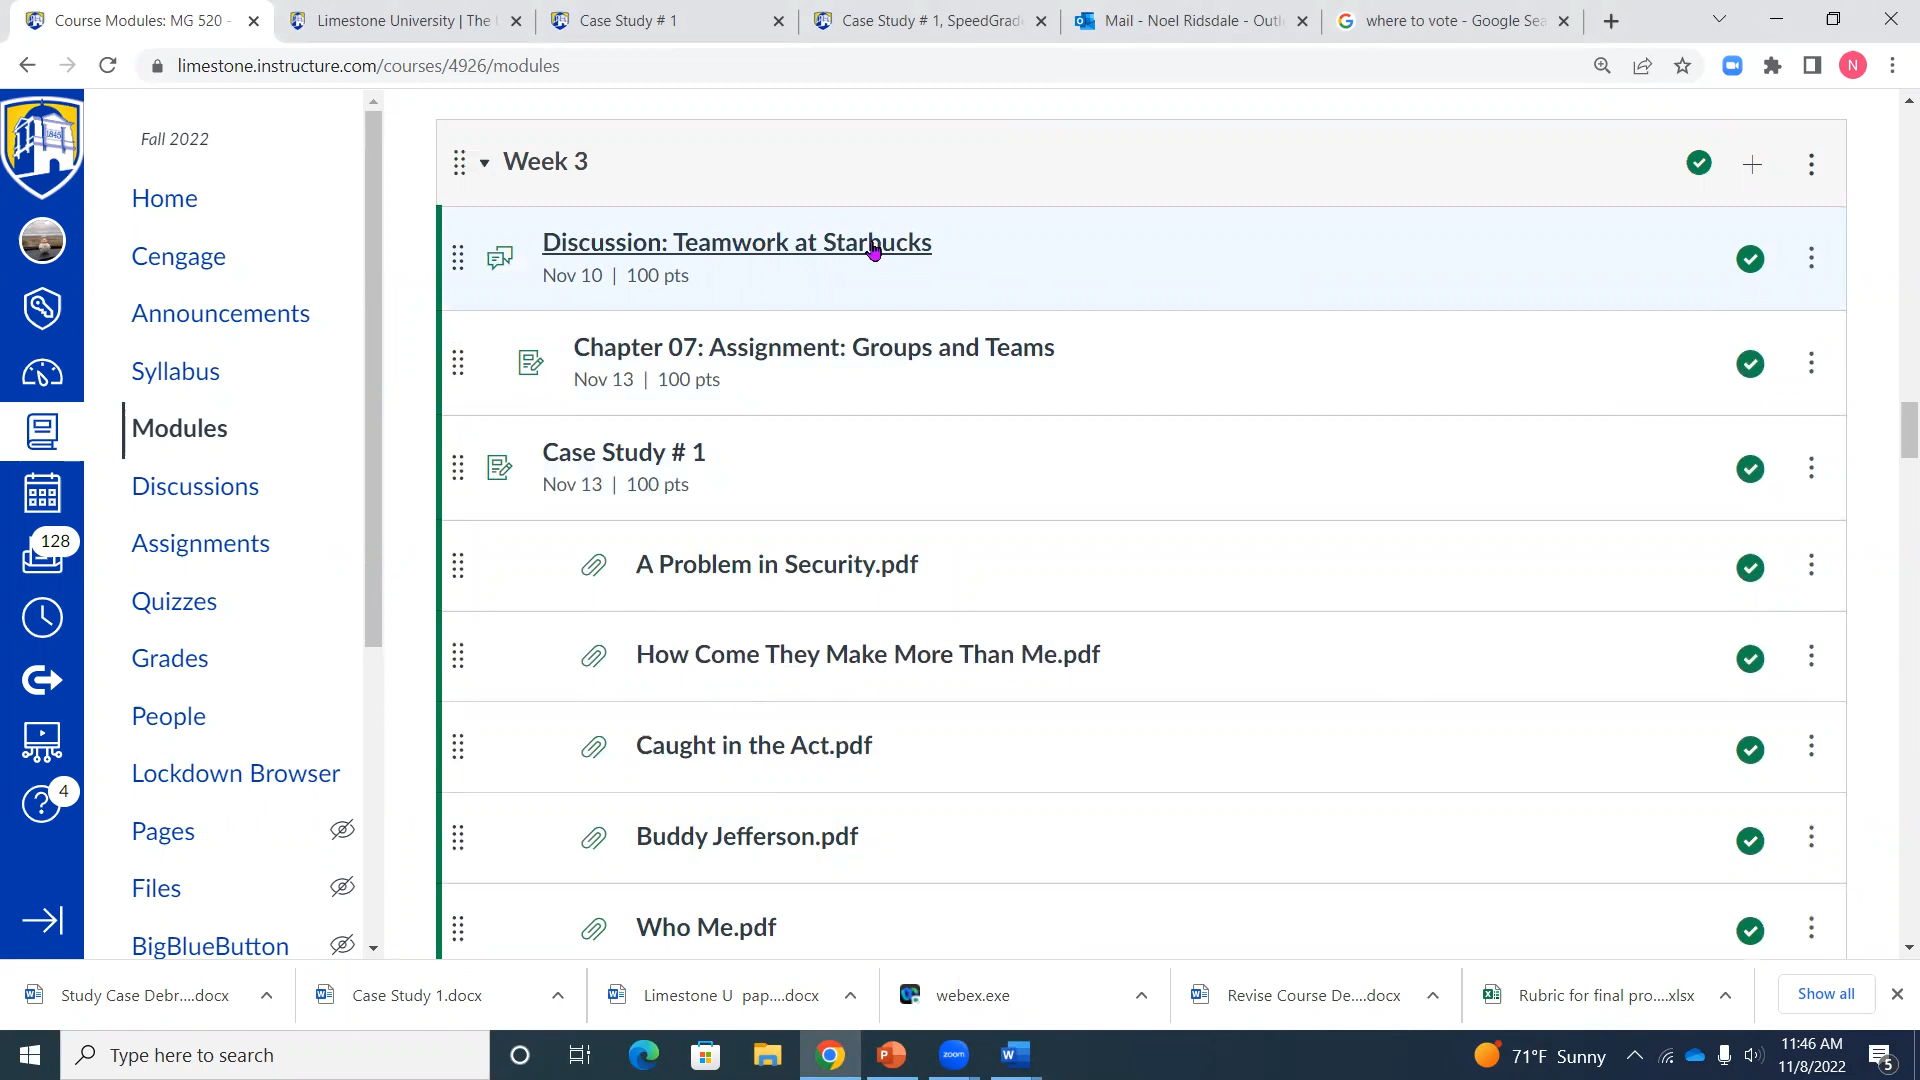 Course Modules: MG 520 -
Limestone University | The
Case Study # 1
Case Study # 1, SpeedGrade
Mail - Noel Ridsdale - Outl
where to vote - Google Sea
limestone.instructure.com/courses/4926/modules
N
Fall 2022
Home
Cengage
Announcements
Syllabus
Modules
Discussions
Assignments
Quizzes
Grades
People
Lockdown Browser
Pages
Files
BigBlueButton
128
4
Week 3
Discussion: Teamwork at Starbucks
Nov 10 | 100 pts
Chapter 07: Assignment: Groups and Teams
Nov 13 | 100 pts
Case Study # 1
Nov 13 | 100 pts
A Problem in Security.pdf
How Come They Make More Than Me.pdf
Caught in the Act.pdf
Buddy Jefferson.pdf
Who Me.pdf
Study Case Debr....docx
Case Study 1.docx
Limestone U pap....docx
webex.exe
Revise Course De....docx
Rubric for final pro....xlsx
Show all
Type here to search
zoom
71°F Sunny
11:46 AM
11/8/2022
5